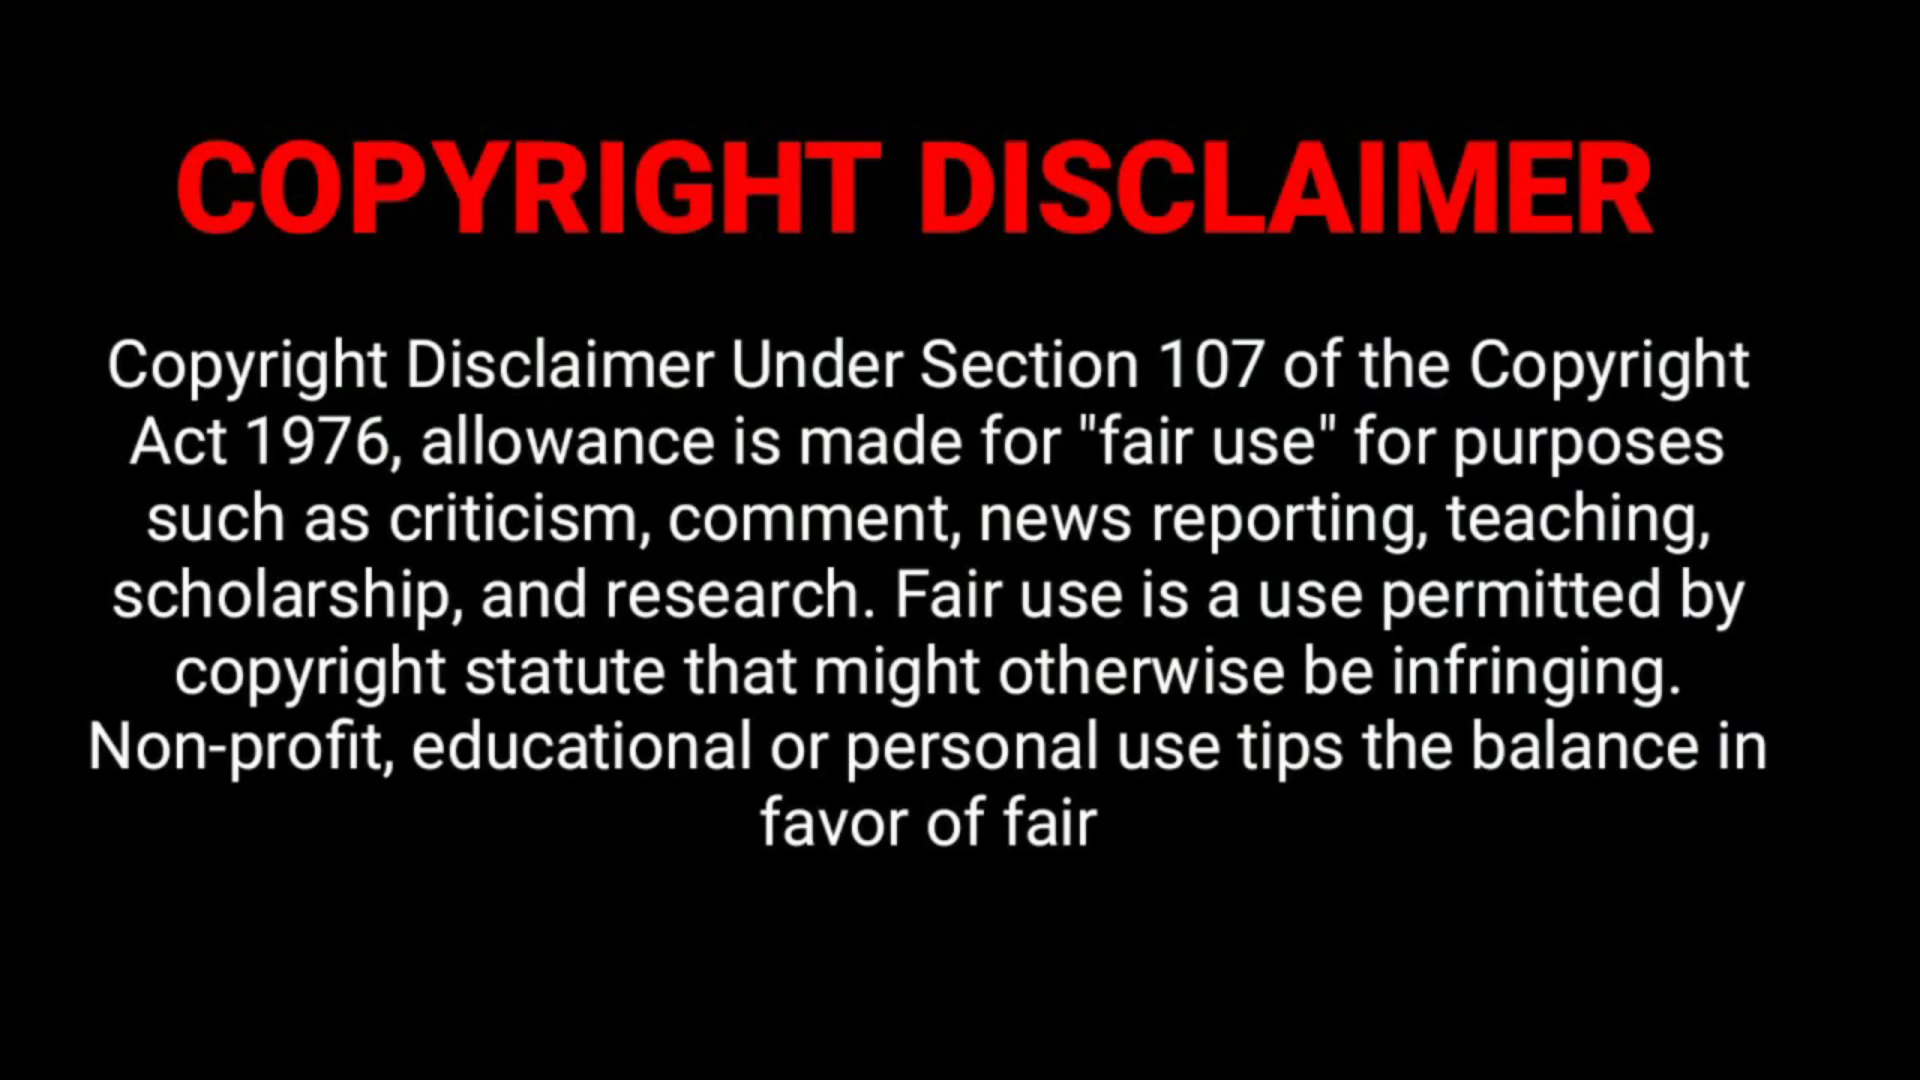 COPYRIGHT DISCLAIMER
Copyright Disclaimer Under Section 107 of the Copyright
Act 1976, allowance is made for "fair use" for purposes
such as criticism, comment, news reporting, teaching,
scholarship, and research. Fair use is a use permitted by
copyright statute that might otherwise be infringing.
Non-profit, educational or personal use tips the balance in
favor of fair